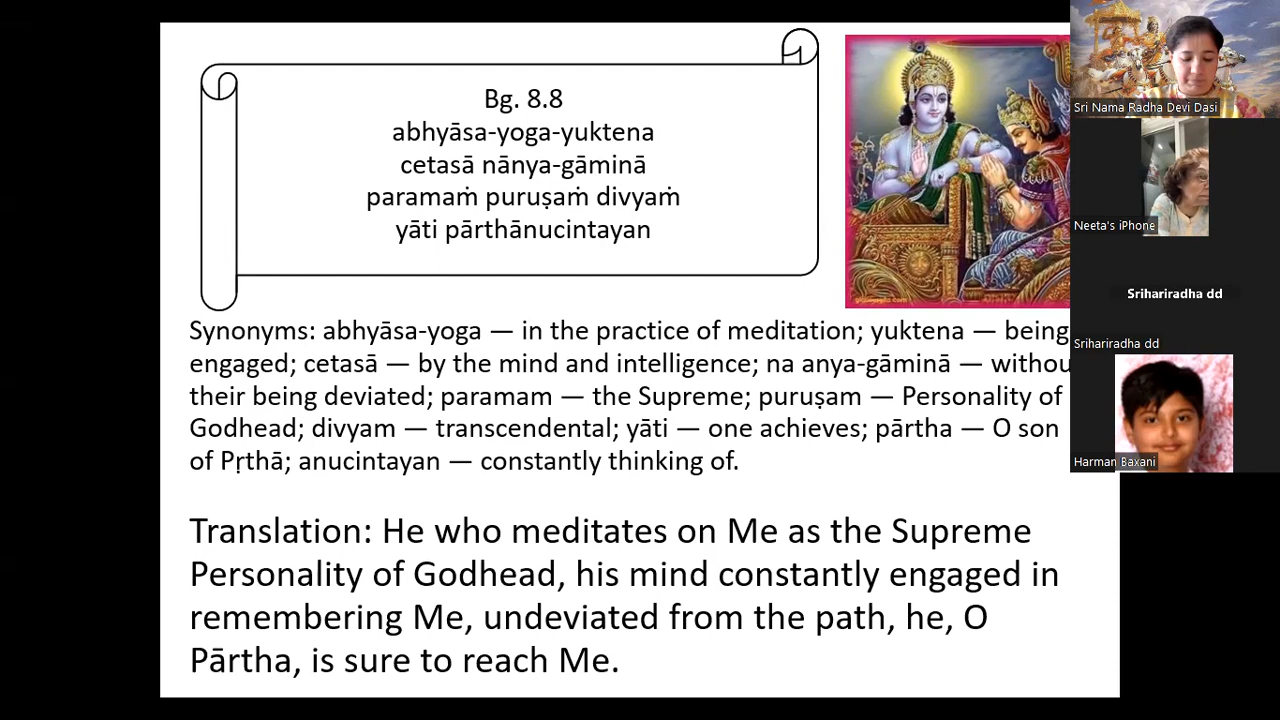 Bg. 8.8
abhyāsa-yoga-yuktena
cetasā nānya-gāminā
paramaṁ puruṣaṁ divyaṁ
yāti pārthānucintayan
Synonyms: abhyāsa-yoga — in the practice of meditation; yuktena — being
engaged; cetasā — by the mind and intelligence; na anya-gāminā — withou
their being deviated; paramam — the Supreme; puruṣam — Personality of
Godhead; divyam — transcendental; yāti — one achieves; pārtha — O son
of Pṛthā; anucintayan — constantly thinking of.
Translation: He who meditates on Me as the Supreme
Personality of Godhead, his mind constantly engaged in
remembering Me, undeviated from the path, he, O
Pārtha, is sure to reach Me.
Sri Nama Radha Devi Dasi
Neeta's iPhone
Srihariradha dd
Srihariradha dd
Harman Baxani